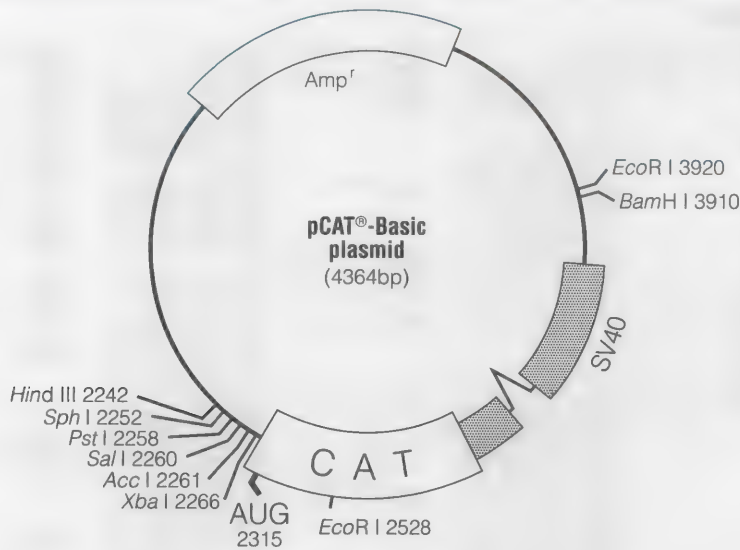 Ampʳ
EcoR I 3920
BamH I 3910
pCAT®-Basic
plasmid
(4364bp)
SV40
Hind III 2242
Sph I 2252
Pst I 2258
Sal I 2260
Acc I 2261
Xba I 2266
C A T
AUG
2315
EcoR I 2528